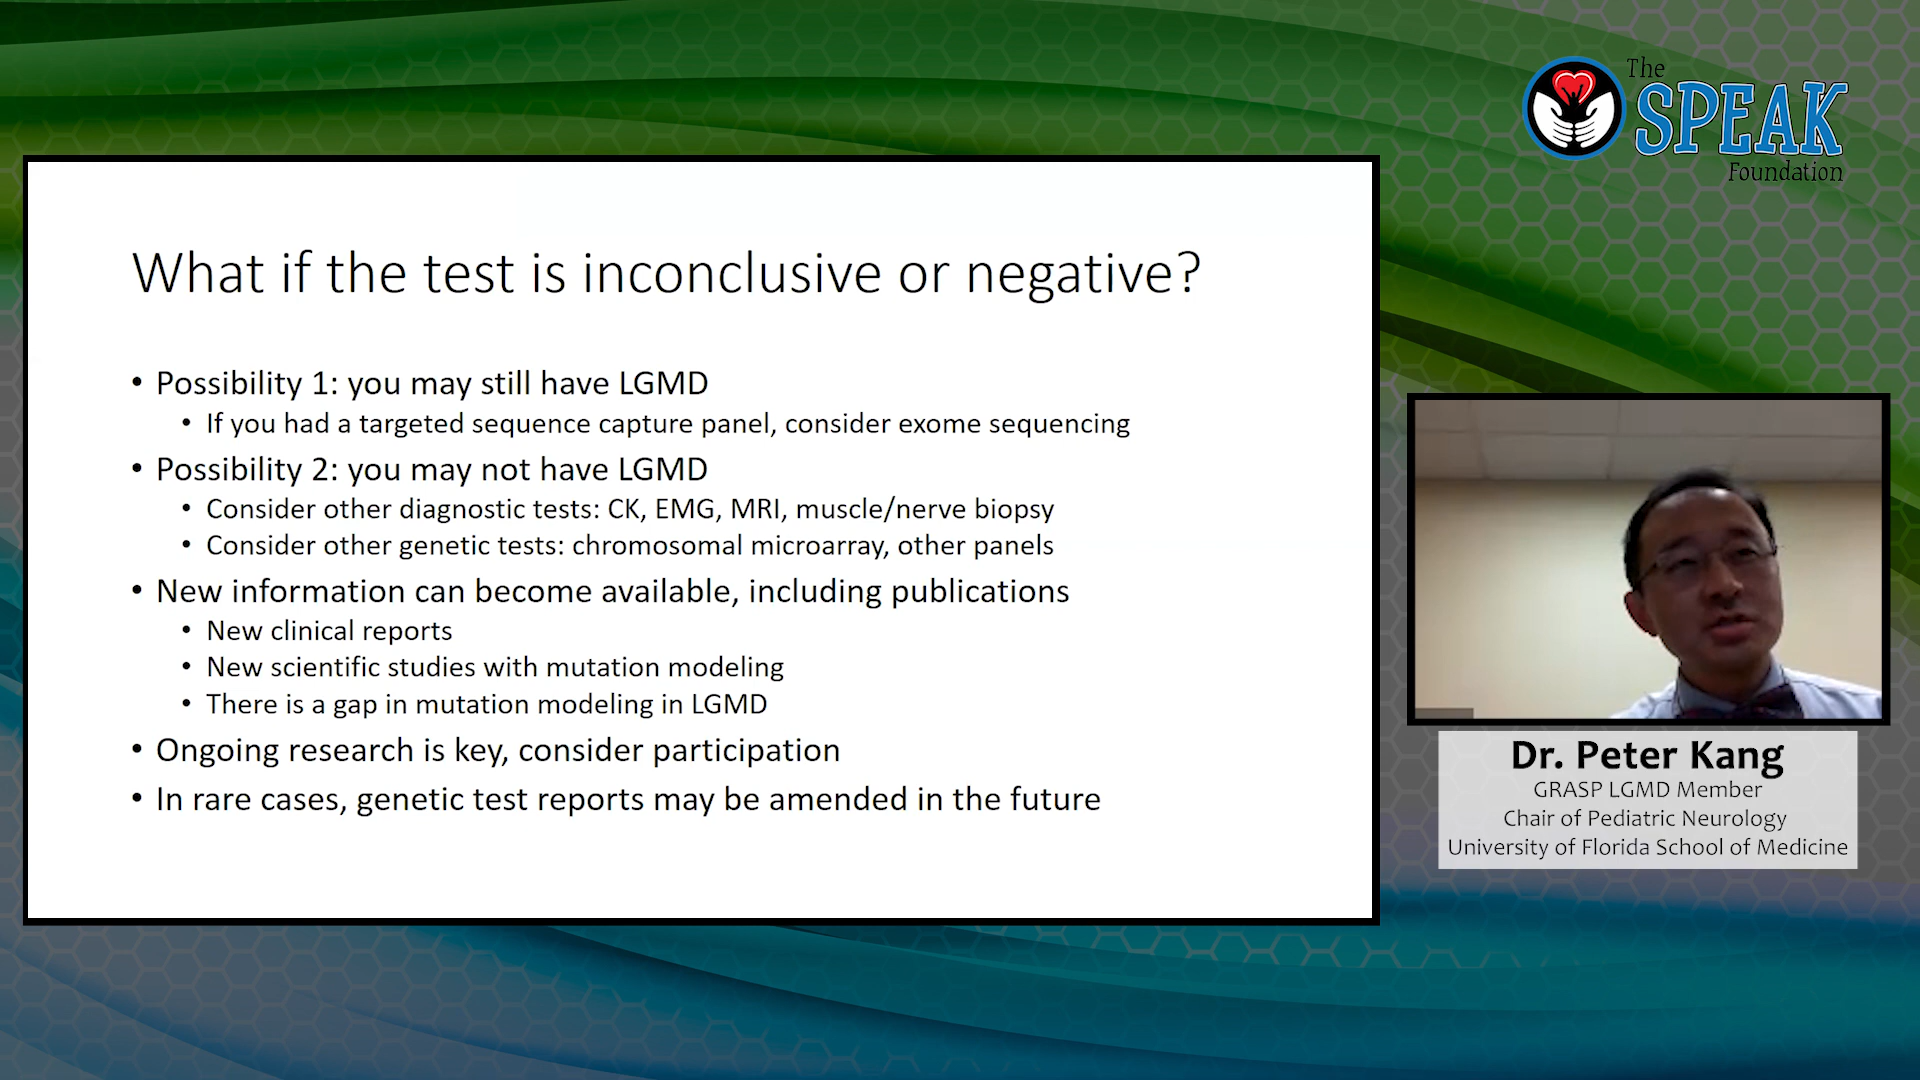 The
SPEAK
Foundation
What if the test is inconclusive or negative?
• Possibility 1: you may still have LGMD
• If you had a targeted sequence capture panel, consider exome sequencing
• Possibility 2: you may not have LGMD
• Consider other diagnostic tests: CK, EMG, MRI, muscle/nerve biopsy
• Consider other genetic tests: chromosomal microarray, other panels
• New information can become available, including publications
• New clinical reports
• New scientific studies with mutation modeling
• There is a gap in mutation modeling in LGMD
• Ongoing research is key, consider participation
• In rare cases, genetic test reports may be amended in the future
Dr. Peter Kang
GRASP LGMD Member
Chair of Pediatric Neurology
University of Florida School of Medicine